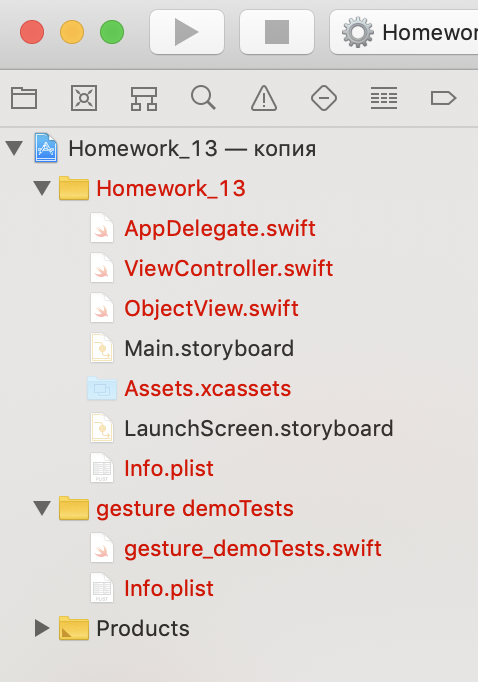 Homewor
Homework_13 — копия
Homework_13
AppDelegate.swift
ViewController.swift
ObjectView.swift
Main.storyboard
Assets.xcassets
LaunchScreen.storyboard
Info.plist
gesture demoTests
gesture_demoTests.swift
Info.plist
Products